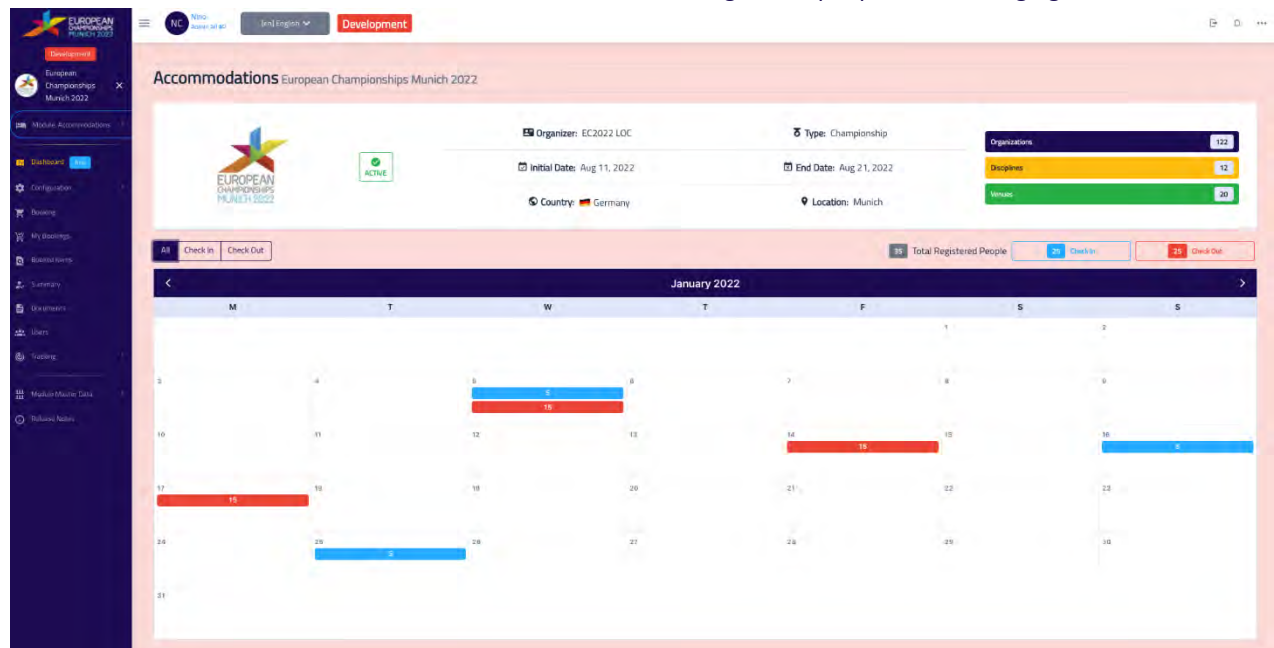 EUROPEAN
CHAMPIONSHIPS
MUNICH 2022
NC
Nino
[en] English
Development
Development
European
Championships
Munich 2022
Module Accommodations
Dashboard
Configuration
Booking
My Bookings
Summary
Documents
Users
Tracking
Module Master Data
Release Notes
Accommodations European Championships Munich 2022
EUROPEAN
CHAMPIONSHIPS
MUNICH 2022
ACTIVE
Organizer: EC2022 LOC
Type: Championship
Initial Date: Aug 11, 2022
End Date: Aug 21, 2022
Country: Germany
Location: Munich
Organizations 122
Disciplines 12
Venues 20
All Check In Check Out
35 Total Registered People
25 Check In
25 Check Out
January 2022
M T W T F S S
1 2
3 4 5 6 7 8 9
5
15
10 11 12 13 14 15 16
15 5
17 18 19 20 21 22 23
15
24 25 26 27 28 29 30
5
31